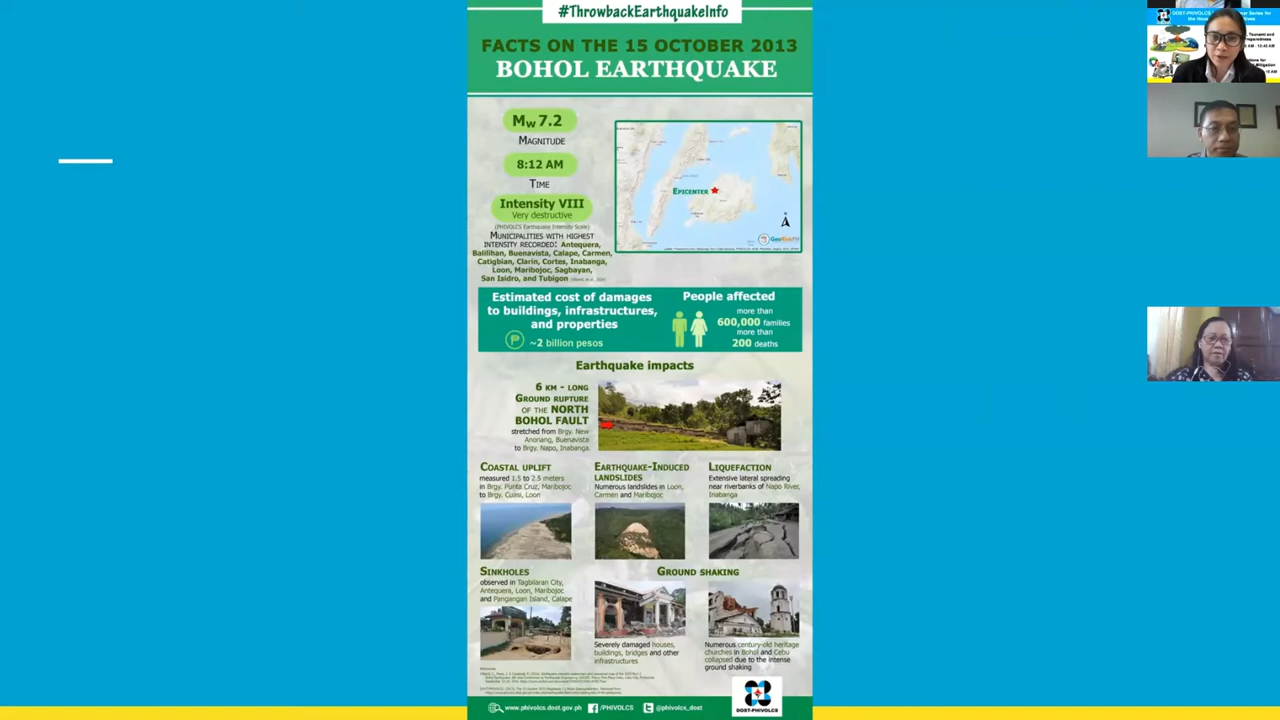 #ThrowbackEarthquakeInfo
FACTS ON THE 15 OCTOBER 2013
BOHOL EARTHQUAKE
Mw 7.2
MAGNITUDE
8:12 AM
TIME
Intensity VIII
Very destructive
(PHIVOLCS Earthquake Intensity Scale)
MUNICIPALITIES WITH HIGHEST
INTENSITY RECORDED: Antequera,
Balilihan, Buenavista, Calape, Carmen,
Catigbian, Clarin, Cortes, Inabanga,
Loon, Maribojoc, Sagbayan,
San Isidro, and Tubigon
EPICENTER
GeoRiskPH
Estimated cost of damages
to buildings, infrastructures,
and properties
~2 billion pesos
People affected
more than
600,000 families
more than
200 deaths
Earthquake impacts
6 KM - LONG
GROUND RUPTURE
OF THE NORTH
BOHOL FAULT
stretched from Brgy. New
Anonang, Buenavista
to Brgy. Napo, Inabanga.
COASTAL UPLIFT
measured 1.5 to 2.5 meters
in Brgy. Punta Cruz, Maribojoc
to Brgy. Cuasi, Loon
EARTHQUAKE-INDUCED
LANDSLIDES
Numerous landslides in Loon,
Carmen and Maribojoc
LIQUEFACTION
Extensive lateral spreading
near riverbanks of Napo River,
Inabanga
SINKHOLES
observed in Tagbilaran City,
Antequera, Loon, Maribojoc
and Pangangan Island, Calape
GROUND SHAKING
Severely damaged houses,
buildings, bridges and other
infrastructures
Numerous century-old heritage
churches in Bohol and Cebu
collapsed due to the intense
ground shaking
www.phivolcs.dost.gov.ph
/PHIVOLCS
@phivolcs_dost
DOST-PHIVOLCS